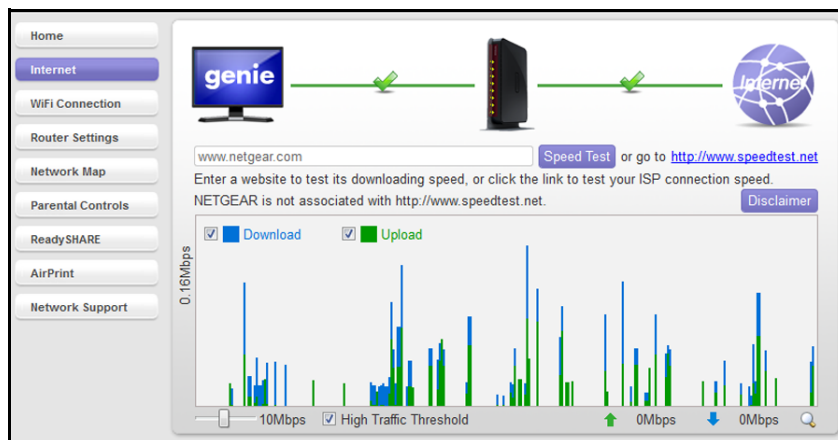 Home
Internet
WiFi Connection
Router Settings
Network Map
Parental Controls
ReadySHARE
AirPrint
Network Support
genie
Internet
www.netgear.com Speed Test or go to http://www.speedtest.net
Enter a website to test its downloading speed, or click the link to test your ISP connection speed.
NETGEAR is not associated with http://www.speedtest.net. Disclaimer
0.16Mbps
Download Upload
10Mbps High Traffic Threshold 0Mbps 0Mbps